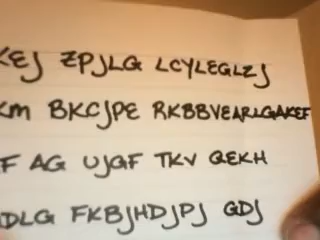 KEJ ZPJLG LCYLEGLZJ
KM BKCJPE RKBBVEARLGAKEF
F AG UJGF TKV QEKH
DLG FKBJHDJPJ GDJ